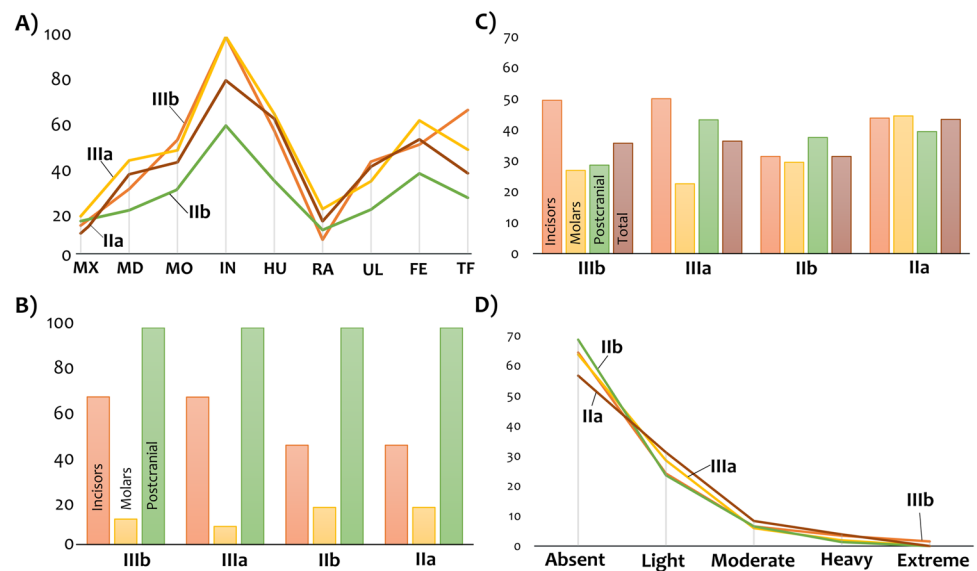 A)
100
80
60
40
20
0
IIIb
IIIa
IIb
IIa
MX MD MO IN HU RA UL FE TF
B)
100
80
60
40
20
0
Incisors
Molars
Postcranial
IIIb IIIa IIb IIa
C)
70
60
50
40
30
20
10
0
Incisors
Molars
Postcranial
Total
IIIb IIIa IIb IIa
D)
70
60
50
40
30
20
10
0
IIb
IIa
IIIa
IIIb
Absent Light Moderate Heavy Extreme